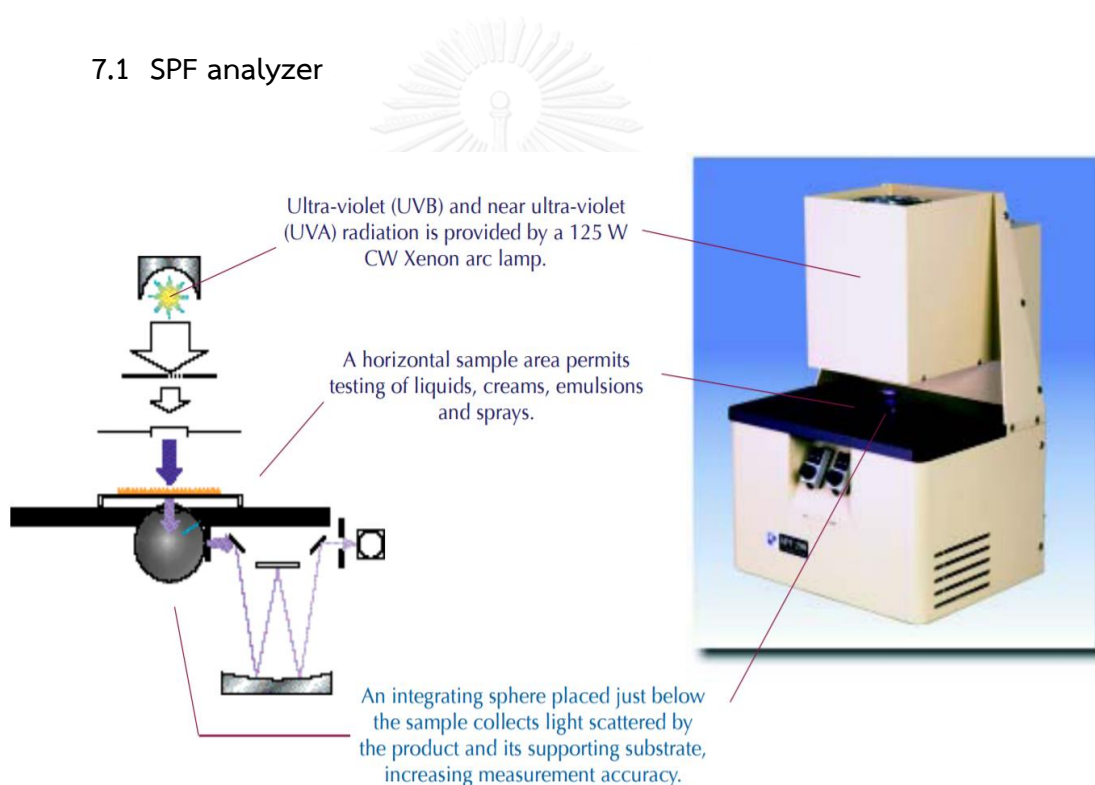 7.1 SPF analyzer
Ultra-violet (UVB) and near ultra-violet
(UVA) radiation is provided by a 125 W
CW Xenon arc lamp.
A horizontal sample area permits
testing of liquids, creams, emulsions
and sprays.
An integrating sphere placed just below
the sample collects light scattered by
the product and its supporting substrate,
increasing measurement accuracy.